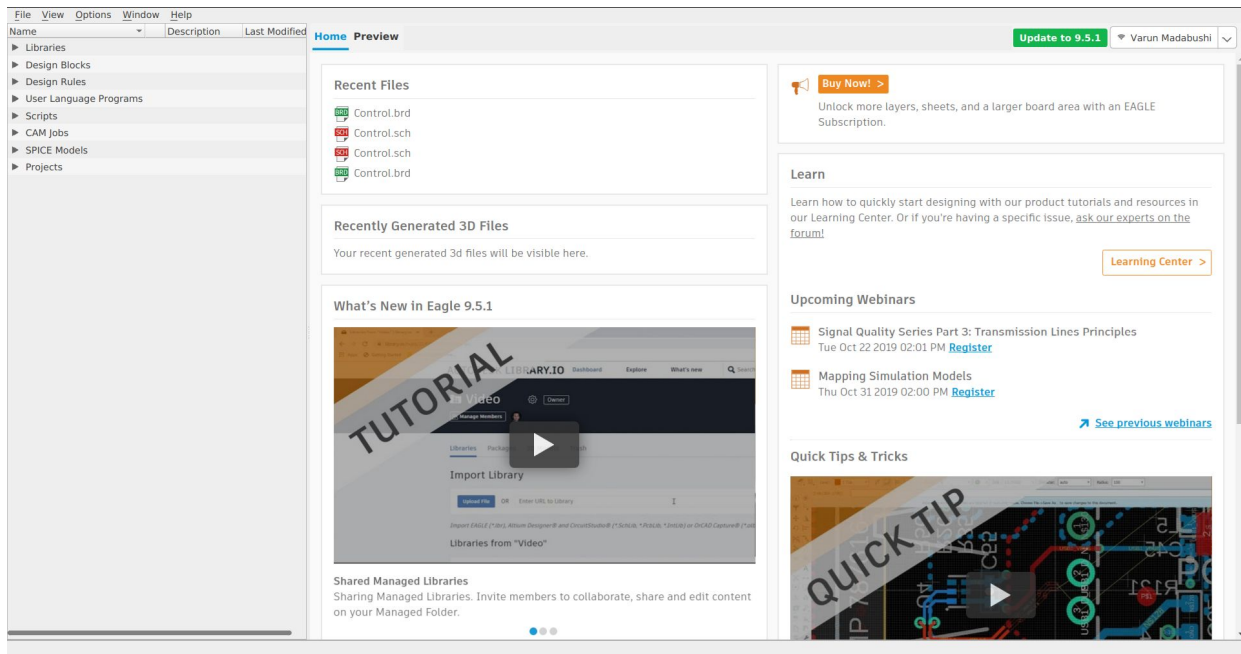 File View Options Window Help
Name Description Last Modified
Libraries
Design Blocks
Design Rules
User Language Programs
Scripts
CAM Jobs
SPICE Models
Projects
Home Preview
Update to 9.5.1 Varun Madabushi
Recent Files
BRD Control.brd
SCH Control.sch
SCH Control.sch
BRD Control.brd
Recently Generated 3D Files
Your recent generated 3d files will be visible here.
What's New in Eagle 9.5.1
TUTORIAL
LIBRARY.IO Dashboard Explore What's new Search
Video Owner
Manage Members
Libraries
Import Library
Upload File OR Enter URL to Library
Libraries from "Video"
Shared Managed Libraries
Sharing Managed Libraries. Invite members to collaborate, share and edit content
on your Managed Folder.
Buy Now! >
Unlock more layers, sheets, and a larger board area with an EAGLE
Subscription.
Learn
Learn how to quickly start designing with our product tutorials and resources in
our Learning Center. Or if you're having a specific issue, ask our experts on the
forum!
Learning Center >
Upcoming Webinars
Signal Quality Series Part 3: Transmission Lines Principles
Tue Oct 22 2019 02:01 PM Register
Mapping Simulation Models
Thu Oct 31 2019 02:00 PM Register
See previous webinars
Quick Tips & Tricks
QUICK TIP